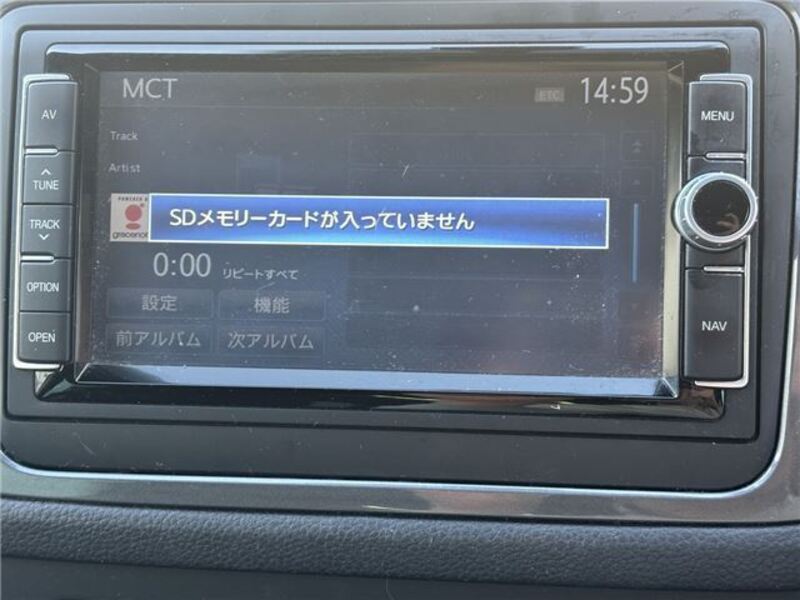 MCT
ETC 14:59
AV
TUNE
TRACK
OPTION
OPEN
MENU
NAV
Track
Artist
POWERED
gracenot
SDメモリーカードが入っていません
0:00 リピートすべて
設定 機能
前アルバム 次アルバム